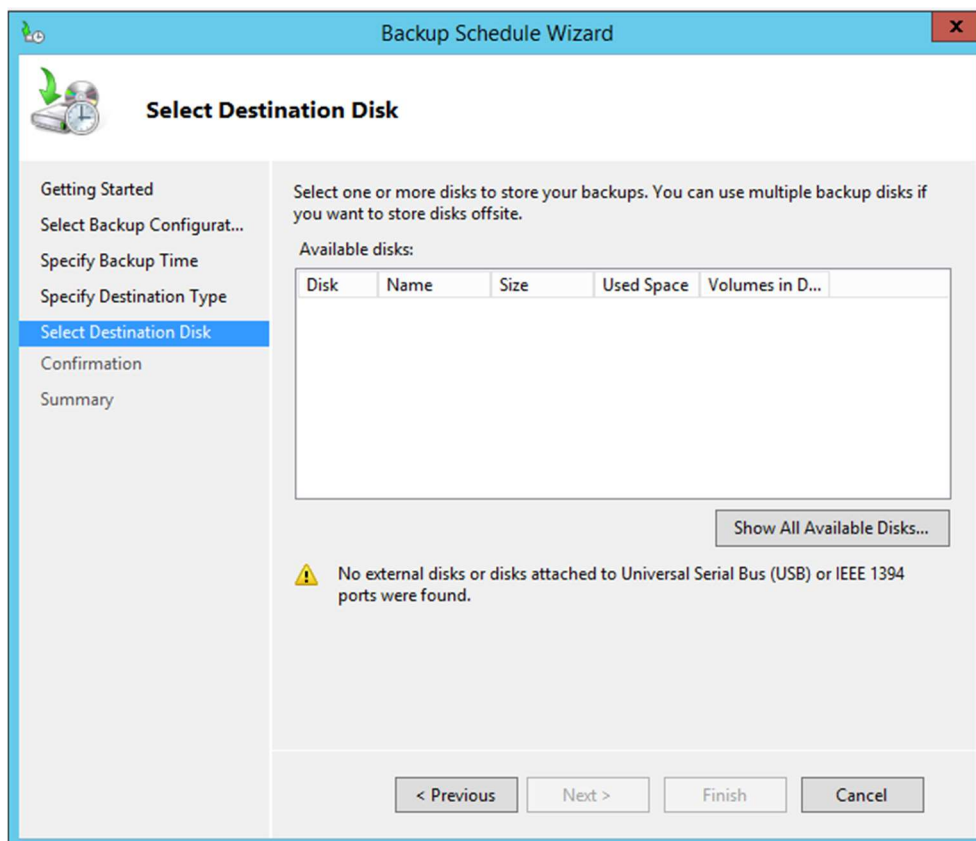 Backup Schedule Wizard
x
Select Destination Disk
Getting Started
Select Backup Configurat...
Specify Backup Time
Specify Destination Type
Select Destination Disk
Confirmation
Summary
Select one or more disks to store your backups. You can use multiple backup disks if
you want to store disks offsite.
Available disks:
Disk Name Size Used Space Volumes in D...
Show All Available Disks...
No external disks or disks attached to Universal Serial Bus (USB) or IEEE 1394
ports were found.
< Previous Next > Finish Cancel